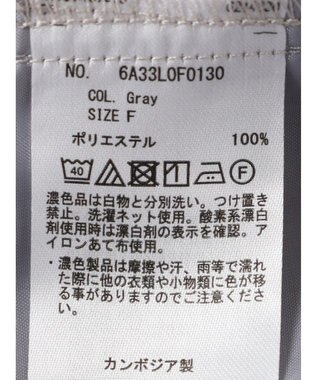 NO. 6A33L0F0130
COL. Gray
SIZE F
ポリエステル 100%
40 F
濃色品は白物と分別洗い。つけ置き
禁止。洗濯ネット使用。酸素系漂白
剤使用時は漂白剤の表示を確認。ア
イロンあて布使用。
・濃色製品は摩擦や汗、雨等で濡れ
た際に他の衣類や小物類に色が移
る事がありますのでご注意くださ
い。
カンボジア製